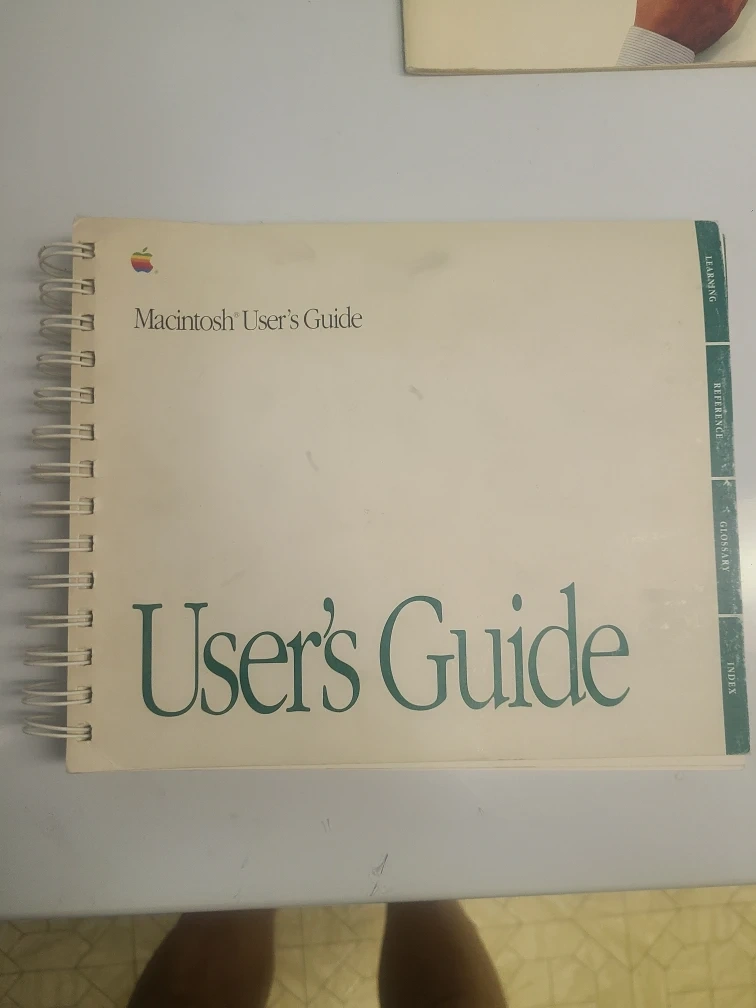 Macintosh® User's Guide
User's Guide
LEARNING
REFERENCE
GLOSSARY
INDEX